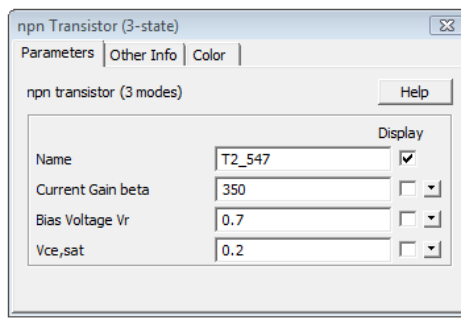 npn Transistor (3-state)
Parameters Other Info Color
npn transistor (3 modes) Help
Display
Name T2_547
Current Gain beta 350
Bias Voltage Vr 0.7
Vce,sat 0.2